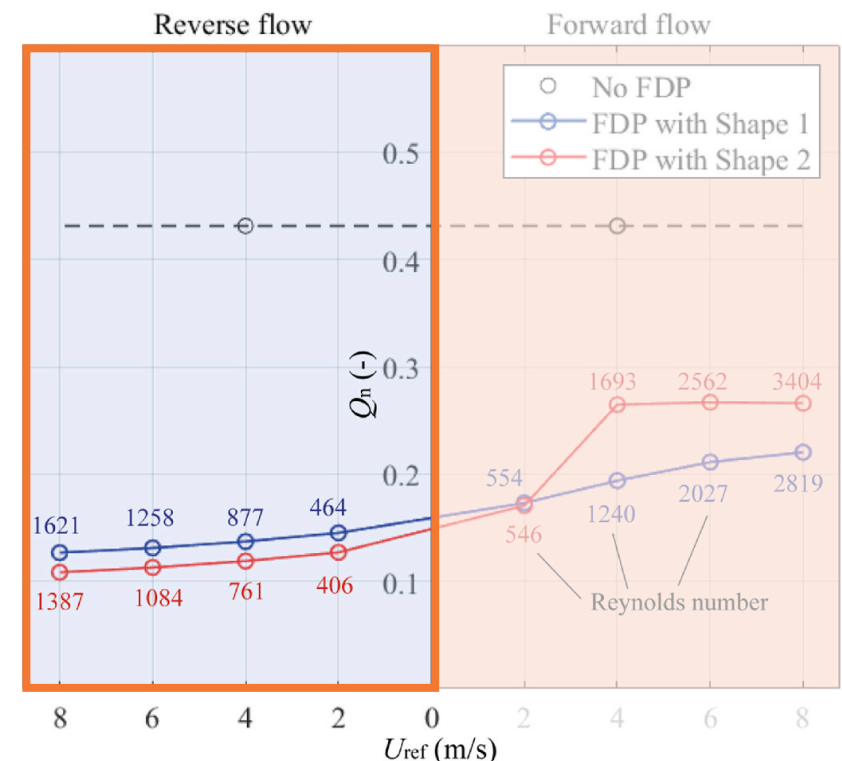 Reverse flow
Forward flow
No FDP
FDP with Shape 1
FDP with Shape 2
0.5
0.4
0.3
0.2
0.1
Qn (-)
1693 2562 3404
554
1240 2027 2819
546
1621 1258 877 464
1387 1084 761 406
Reynolds number
8 6 4 2 0 2 4 6 8
Uref (m/s)